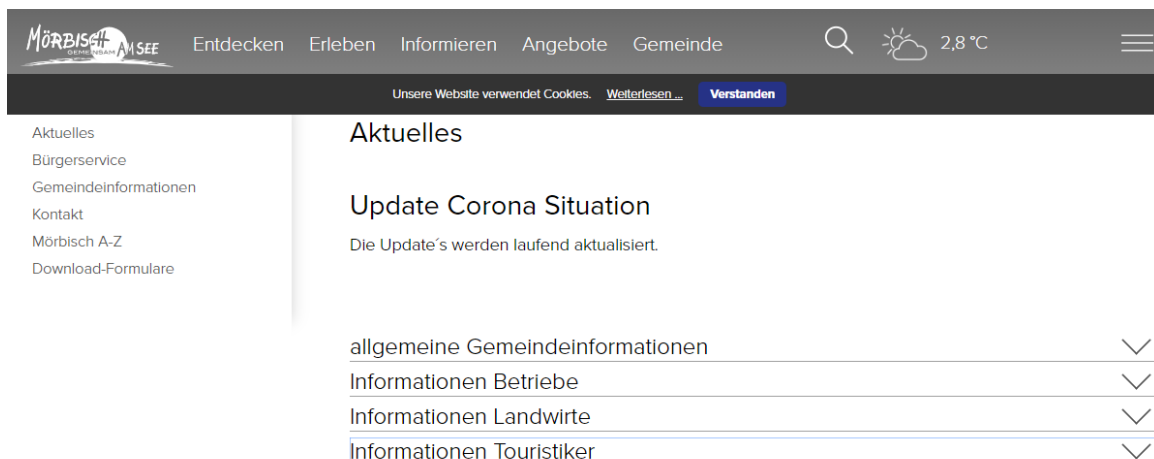 MÖRBISCH AM SEE
GEMEINSAM
Entdecken Erleben Informieren Angebote Gemeinde 2,8 °C
Unsere Website verwendet Cookies. Weiterlesen ... Verstanden
Aktuelles
Bürgerservice
Gemeindeinformationen
Kontakt
Mörbisch A-Z
Download-Formulare
Aktuelles
Update Corona Situation
Die Update´s werden laufend aktualisiert.
allgemeine Gemeindeinformationen
Informationen Betriebe
Informationen Landwirte
Informationen Touristiker